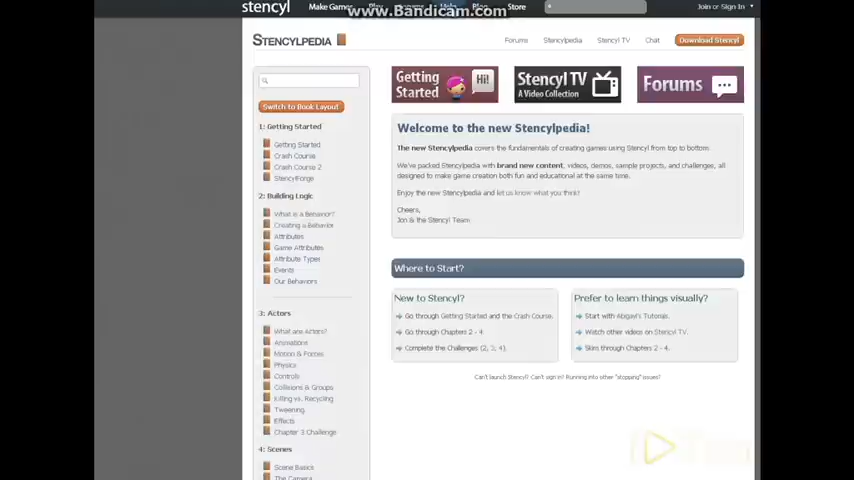 stencyl Make Games Play Help Blog Store Join or Sign In
www.Bandicam.com
STENCYLPEDIA Forums Stencylpedia Stencyl TV Chat Download Stencyl
Getting Started Hi!
Stencyl TV A Video Collection
Forums
Switch to Book Layout
1: Getting Started
Getting Started
Crash Course
Crash Course 2
StencylForge
2: Building Logic
What is a Behavior?
Creating a Behavior
Attributes
Game Attributes
Attribute Types
Events
Our Behaviors
3: Actors
What are Actors?
Animations
Motion & Forces
Physics
Controls
Collisions & Groups
Killing vs. Recycling
Tweening
Effects
Chapter 3 Challenge
4: Scenes
Scene Basics
The Camera
Welcome to the new Stencylpedia!
The new Stencylpedia covers the fundamentals of creating games using Stencyl from top to bottom.
We've packed Stencylpedia with brand new content, videos, demos, sample projects, and challenges, all
designed to make game creation both fun and educational at the same time.
Enjoy the new Stencylpedia and let us know what you think!
Cheers,
Jon & the Stencyl Team
Where to Start?
New to Stencyl?
Go through Getting Started and the Crash Course.
Go through Chapters 2 - 4.
Complete the Challenges (2, 3, 4).
Prefer to learn things visually?
Start with Abigayl's Tutorials.
Watch other videos on Stencyl TV.
Skim through Chapters 2 - 4.
Can't launch Stencyl? Can't sign in? Running into other "stopping" issues?